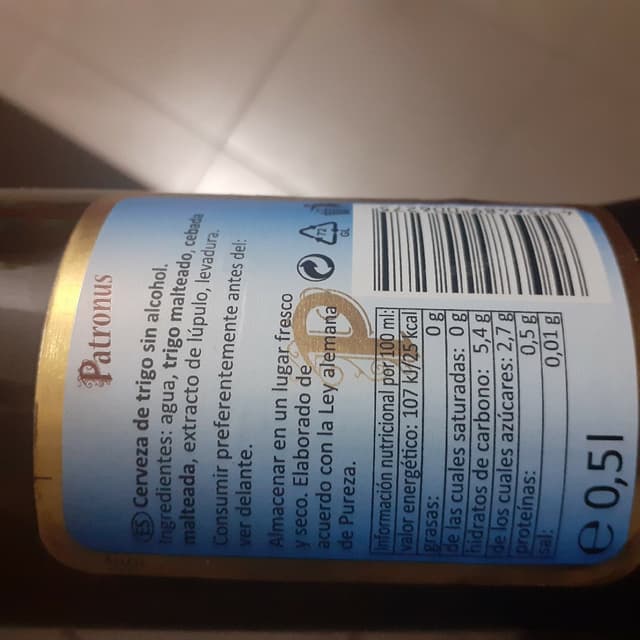 Patronus
ES Cerveza de trigo sin alcohol.
Ingredientes: agua, trigo malteado, cebada
malteada, extracto de lúpulo, levadura.
Consumir preferentemente antes del:
ver delante.
Almacenar en un lugar fresco
y seco. Elaborado de
acuerdo con la Ley alemana
de Pureza.
P
72
GL
Información nutricional por 100 ml:
valor energético: 107 kJ/25 kcal
grasas: 0 g
de las cuales saturadas: 0 g
hidratos de carbono: 5,4 g
de los cuales azúcares: 2,7 g
proteínas: 0,5 g
sal: 0,01 g
e 0,5l